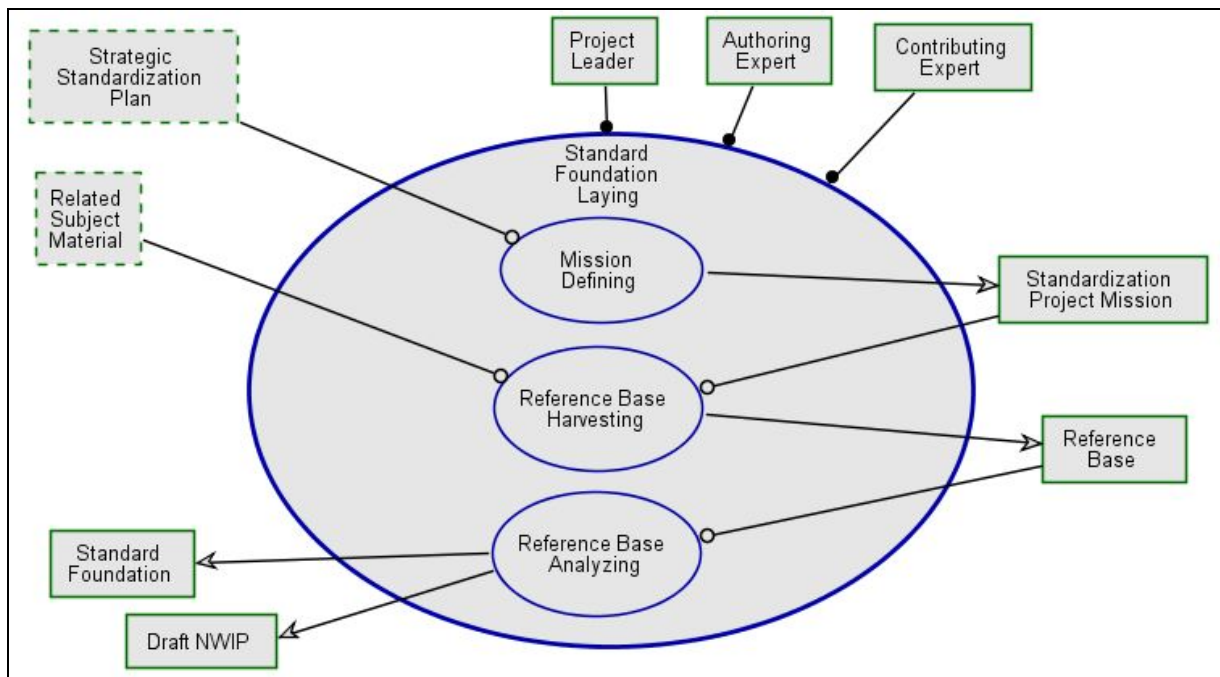 Strategic
Standardization
Plan
Project
Leader
Authoring
Expert
Contributing
Expert
Related
Subject
Material
Standard
Foundation
Laying
Mission
Defining
Standardization
Project Mission
Reference Base
Harvesting
Reference
Base
Reference Base
Analyzing
Standard
Foundation
Draft NWIP